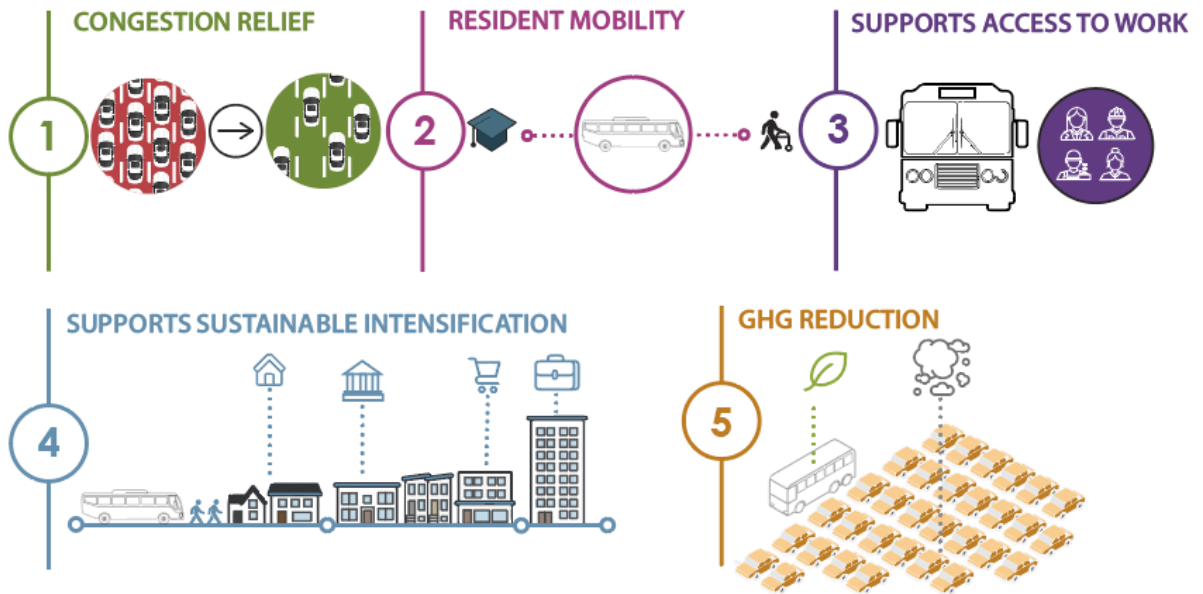 CONGESTION RELIEF
1
RESIDENT MOBILITY
2
SUPPORTS ACCESS TO WORK
3
SUPPORTS SUSTAINABLE INTENSIFICATION
4
GHG REDUCTION
5